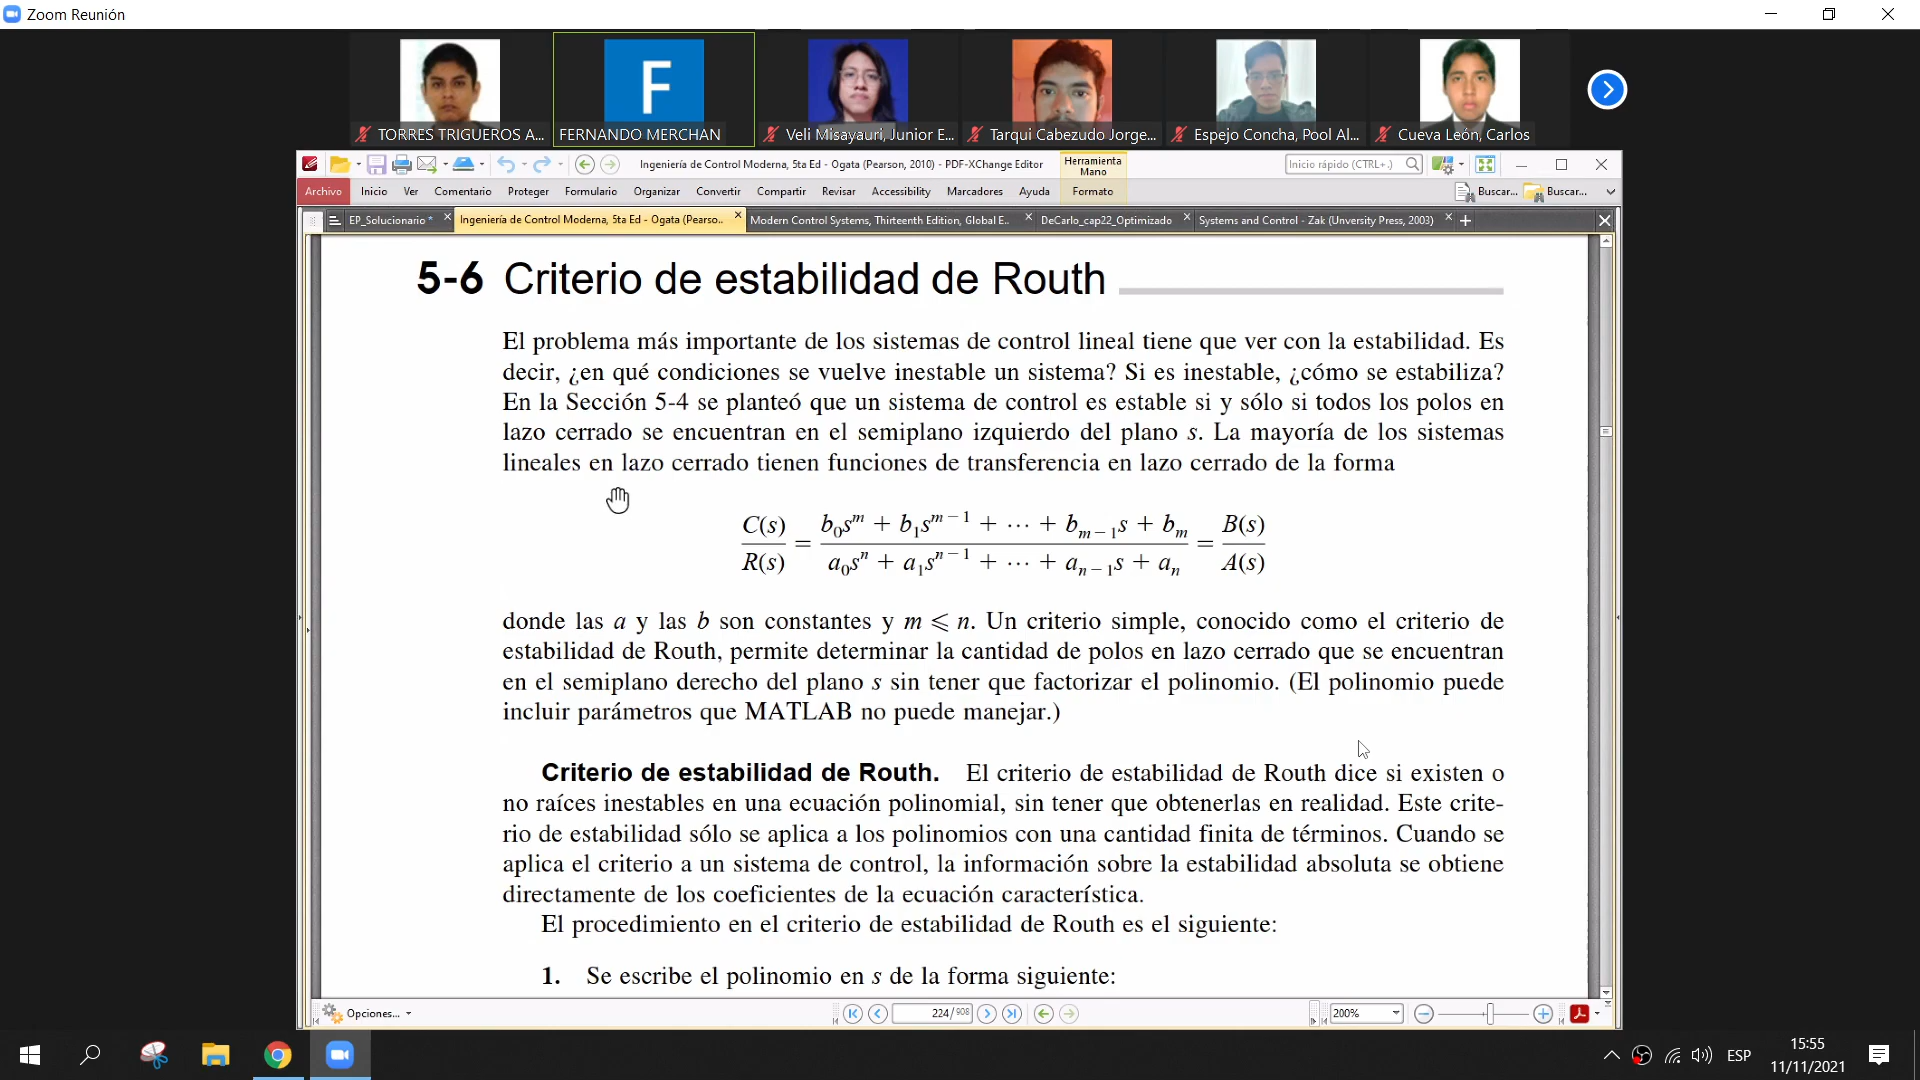 Zoom Reunión
F
TORRES TRIGUEROS A...
FERNANDO MERCHAN
Veli Misayauri, Junior E...
Tarqui Cabezudo Jorge...
Espejo Concha, Pool Al...
Cueva León, Carlos
Ingeniería de Control Moderna, 5ta Ed - Ogata (Pearson, 2010) - PDF-XChange Editor
Herramienta Mano
Inicio rápido (CTRL+.)
Archivo Inicio Ver Comentario Proteger Formulario Organizar Convertir Compartir Revisar Accessibility Marcadores Ayuda Formato Buscar... Buscar...
EP_Solucionario * Ingeniería de Control Moderna, 5ta Ed - Ogata (Pearso.. Modern Control Systems, Thirteenth Edition, Global E.. DeCarlo_cap22_Optimizado Systems and Control - Zak (Unversity Press, 2003)
5-6 Criterio de estabilidad de Routh
El problema más importante de los sistemas de control lineal tiene que ver con la estabilidad. Es
decir, ¿en qué condiciones se vuelve inestable un sistema? Si es inestable, ¿cómo se estabiliza?
En la Sección 5-4 se planteó que un sistema de control es estable si y sólo si todos los polos en
lazo cerrado se encuentran en el semiplano izquierdo del plano s. La mayoría de los sistemas
lineales en lazo cerrado tienen funciones de transferencia en lazo cerrado de la forma
C(s)/R(s) = (b₀sᵐ + b₁sᵐ⁻¹ + ⋯ + bₘ₋₁s + bₘ)/(a₀sⁿ + a₁sⁿ⁻¹ + ⋯ + aₙ₋₁s + aₙ) = B(s)/A(s)
donde las a y las b son constantes y m ⩽ n. Un criterio simple, conocido como el criterio de
estabilidad de Routh, permite determinar la cantidad de polos en lazo cerrado que se encuentran
en el semiplano derecho del plano s sin tener que factorizar el polinomio. (El polinomio puede
incluir parámetros que MATLAB no puede manejar.)
Criterio de estabilidad de Routh. El criterio de estabilidad de Routh dice si existen o
no raíces inestables en una ecuación polinomial, sin tener que obtenerlas en realidad. Este crite-
rio de estabilidad sólo se aplica a los polinomios con una cantidad finita de términos. Cuando se
aplica el criterio a un sistema de control, la información sobre la estabilidad absoluta se obtiene
directamente de los coeficientes de la ecuación característica.
El procedimiento en el criterio de estabilidad de Routh es el siguiente:
1. Se escribe el polinomio en s de la forma siguiente:
Opciones... 224/908 200%
ESP
15:55
11/11/2021